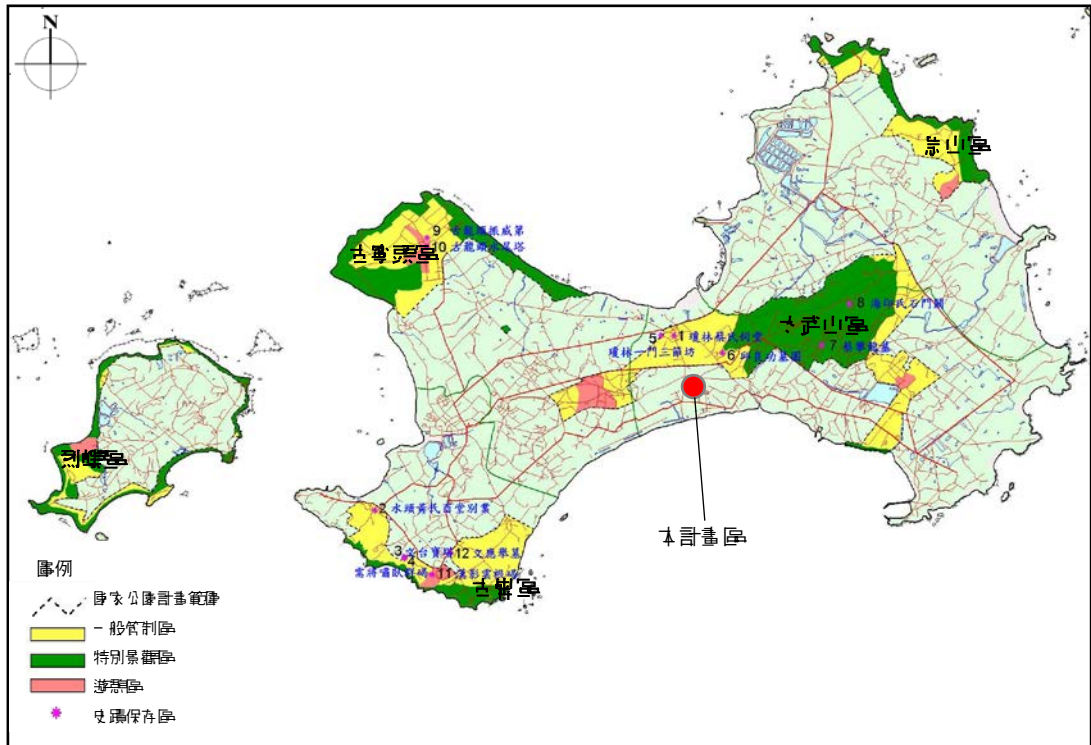 N
崇山區
9 古龍頭振威第
10 古龍頭水尾塔
古寧頭區
8 海印氏石門關
太武山區
5
1 瓊林蔡氏祠堂
7 蔡攀龍墓
瓊林一門三節坊
6 邱良功墓園
烈嶼區
2 水頭黃氏酉堂別業
本計畫區
3 文台寶塔
12 文應舉墓
4
11 漢影雲根碣
古崗區
圖例
國家公園計畫範圍
一般管制區
特別景觀區
遊憩區
史蹟保存區